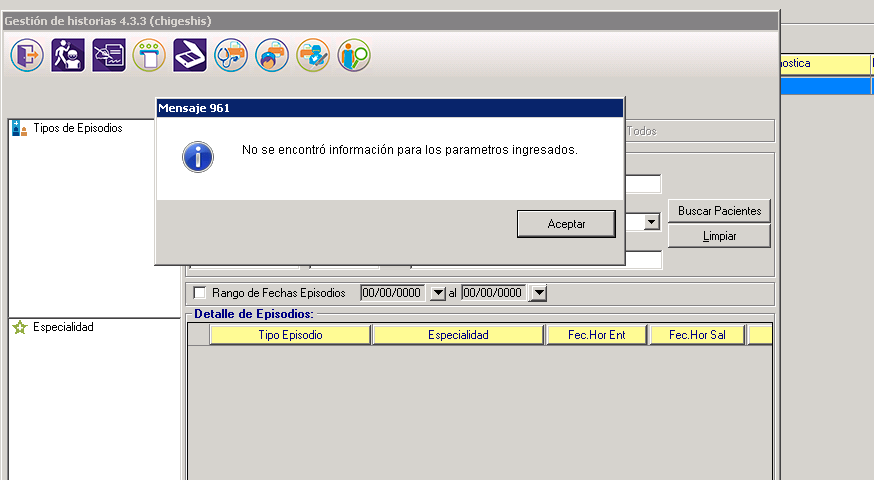 Gestión de historias 4.3.3 (chigeshis)
nostica
Mensaje 961
No se encontró información para los parametros ingresados.
Aceptar
Tipos de Episodios
Todos
Buscar Pacientes
Limpiar
Rango de Fechas Episodios 00/00/0000 al 00/00/0000
Detalle de Episodios:
Especialidad
Tipo Episodio Especialidad Fec.Hor Ent Fec.Hor Sal